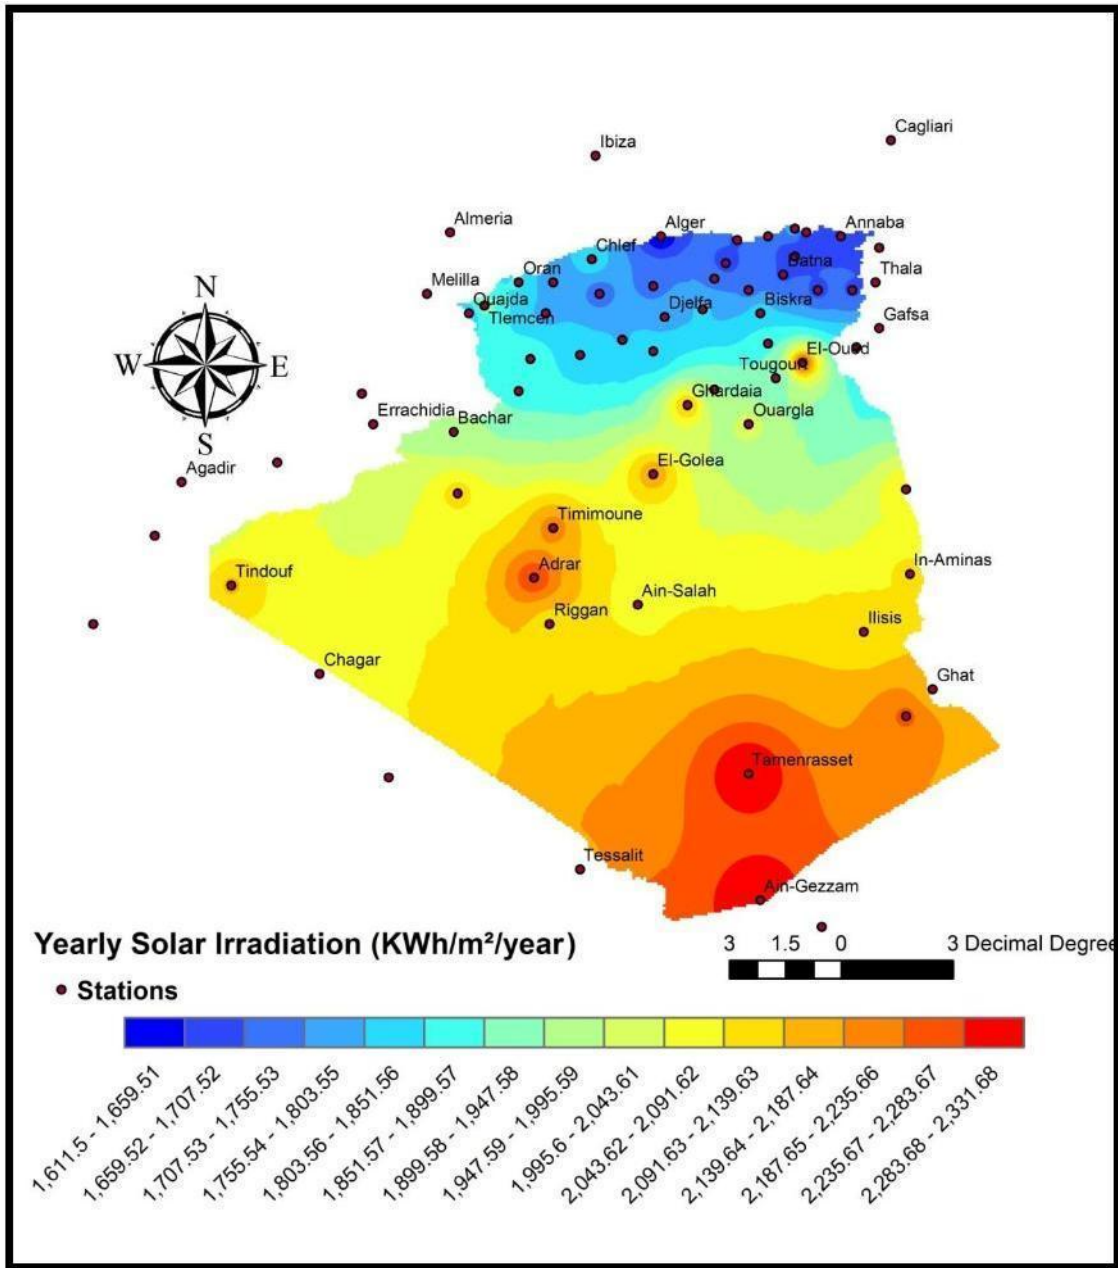 Cagliari
Ibiza
Almeria
Alger
Annaba
Chlef
Batna
Melilla
Oran
Thala
Oujda
Djelfa
Biskra
Tlemcen
Gafsa
N
W
E
S
El-Oued
Tougourt
Ghardaia
Errachidia
Bachar
Ouargla
Agadir
El-Golea
Timimoune
Tindouf
Adrar
In-Aminas
Ain-Salah
Riggan
Ilisis
Chagar
Ghat
Tamenrasset
Tessalit
Ain-Gezzam
Yearly Solar Irradiation (KWh/m²/year)
3 1.5 0 3 Decimal Degree
Stations
1,611.5 - 1,659.51
1,659.52 - 1,707.52
1,707.53 - 1,755.53
1,755.54 - 1,803.55
1,803.56 - 1,851.56
1,851.57 - 1,899.57
1,899.58 - 1,947.58
1,947.59 - 1,995.59
1,995.6 - 2,043.61
2,043.62 - 2,091.62
2,091.63 - 2,139.63
2,139.64 - 2,187.64
2,187.65 - 2,235.66
2,235.67 - 2,283.67
2,283.68 - 2,331.68